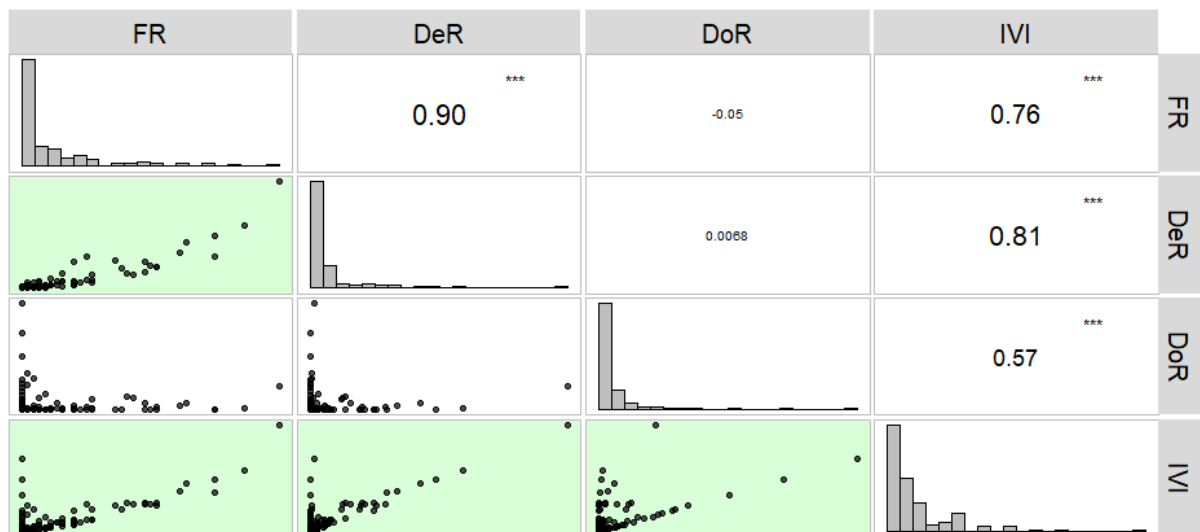 FR DeR DoR IVI
***
0.90
-0.05
***
0.76
FR
***
0.0068
0.81
DeR
***
0.57
DoR
IVI